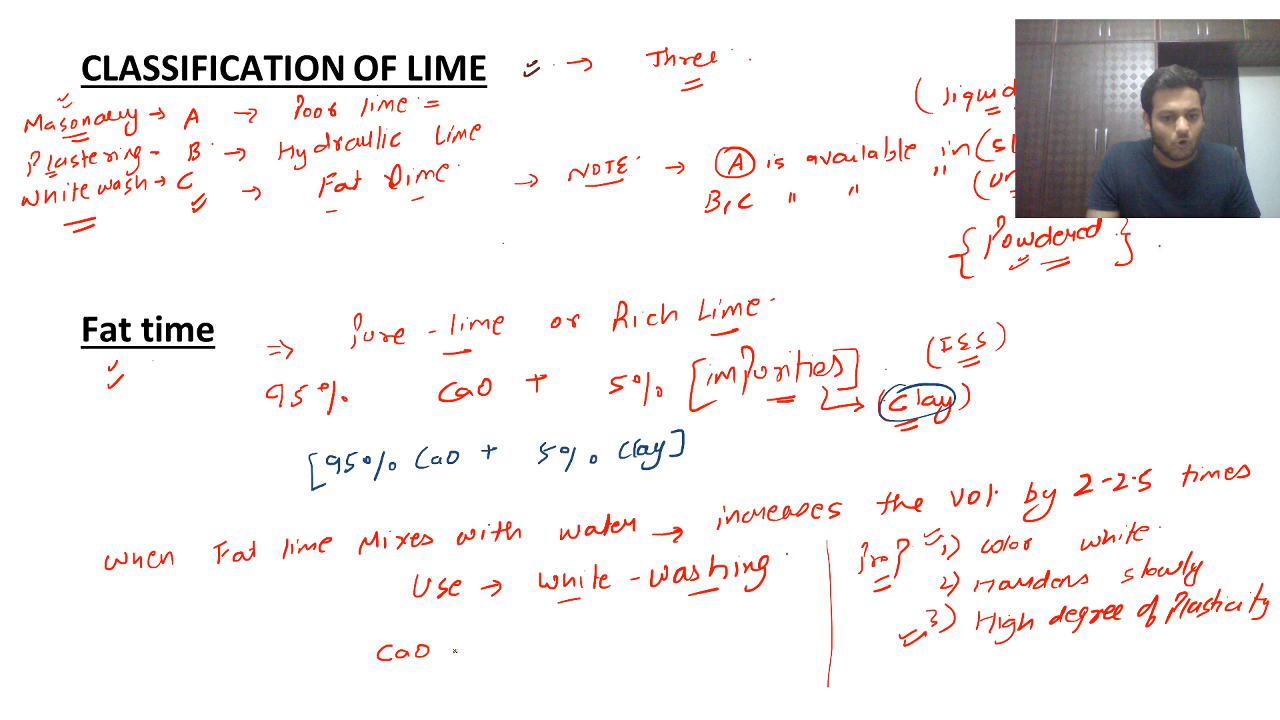 CLASSIFICATION OF LIME → Three
Masonary → A → Poor lime
Plastering - B → Hydraullic Lime
White wash → C → Fat Lime → NOTE → A is available in (liquid
B, C " " "
{Powdered}
Fat time
⇒ Pure - lime or Rich Lime
95% CaO + 5% [impurities] (ISS)
(Clay)
[95% CaO + 5% Clay]
When Fat lime Mixes with water → increases the Vol. by 2-2.5 times
Use → White - washing
Prop 1) Color white
2) Handens slowly
3) High degree of Plasticity
CaO